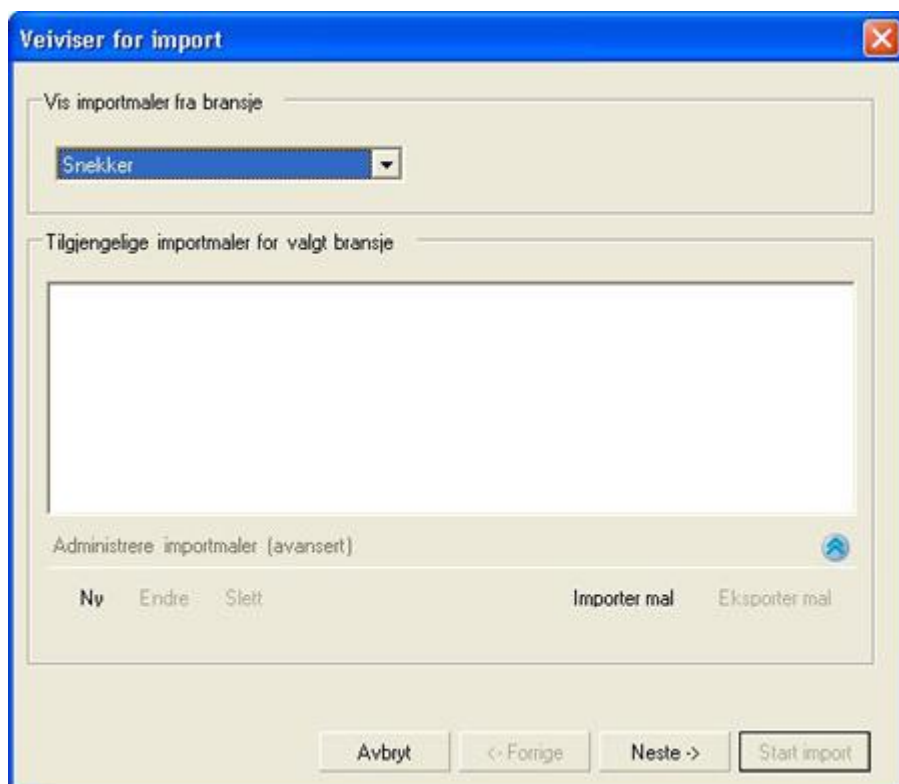 Veiviser for import
Vis importmaler fra bransje
Snekker
Tilgjengelige importmaler for valgt bransje
Administrere importmaler (avansert)
Ny Endre Slett Importer mal Eksporter mal
Avbryt <- Forrige Neste -> Start import